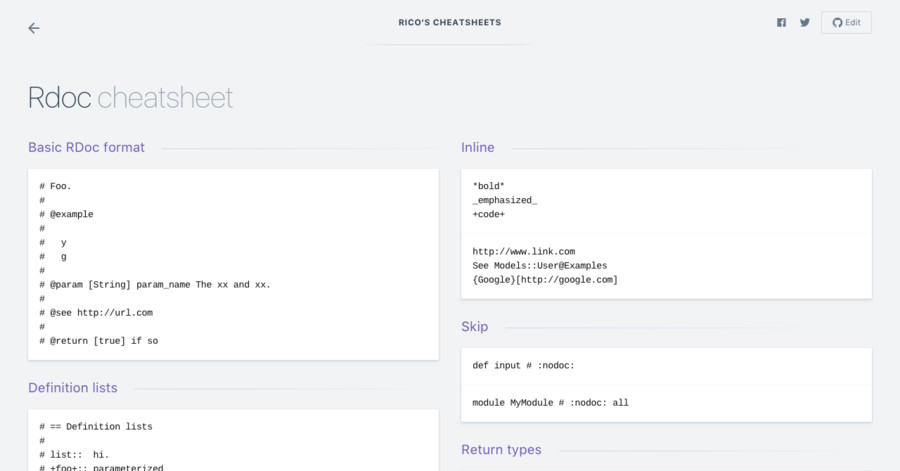 RICO'S CHEATSHEETS
Edit
Rdoc cheatsheet
Basic RDoc format
# Foo.
#
# @example
#
#   y
#   g
#
# @param [String] param_name The xx and xx.
#
# @see http://url.com
#
# @return [true] if so
Definition lists
# == Definition lists
#
# list::  hi.
# +foo+:: parameterized
Inline
*bold*
_emphasized_
+code+
http://www.link.com
See Models::User@Examples
{Google}[http://google.com]
Skip
def input # :nodoc:
module MyModule # :nodoc: all
Return types